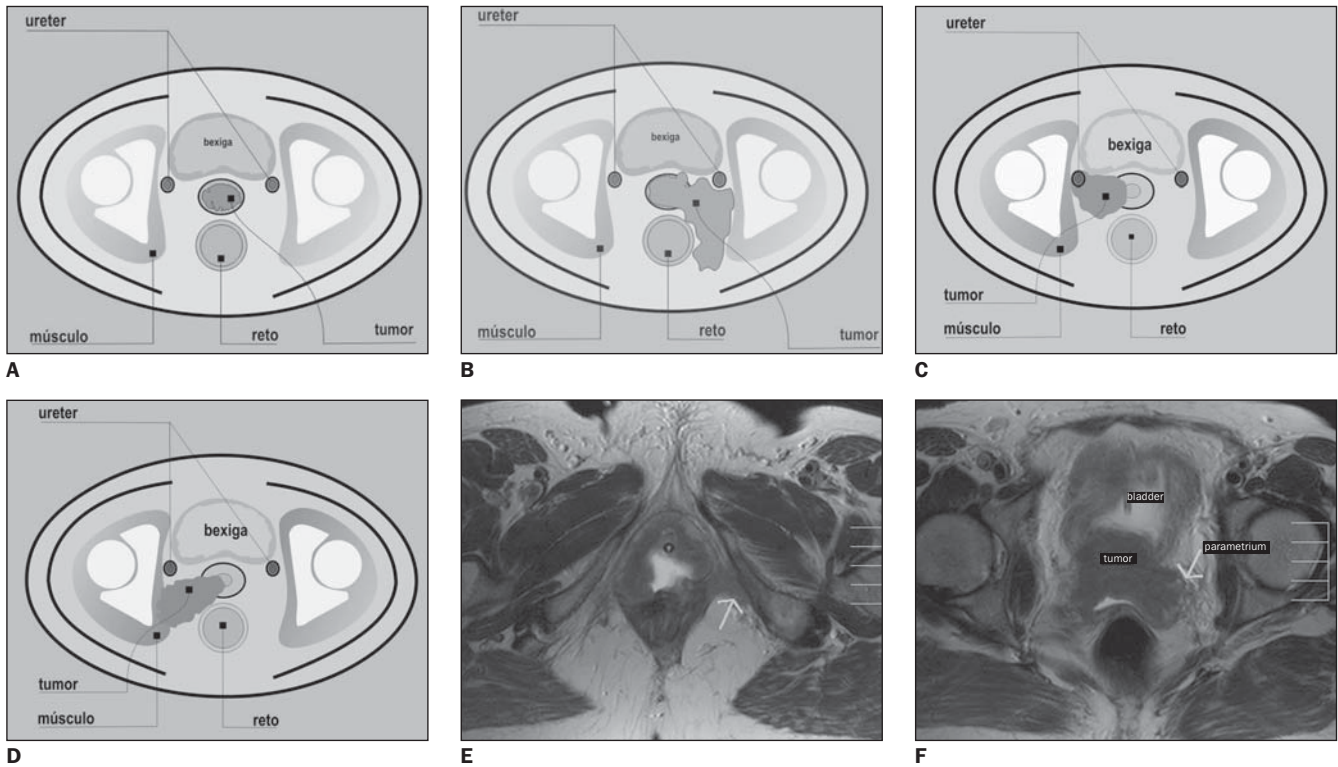 ureter
bexiga
músculo
reto
tumor
A
ureter
bexiga
músculo
reto
tumor
B
ureter
bexiga
tumor
músculo
reto
C
ureter
bexiga
tumor
músculo
reto
D
E
bladder
tumor
parametrium
F